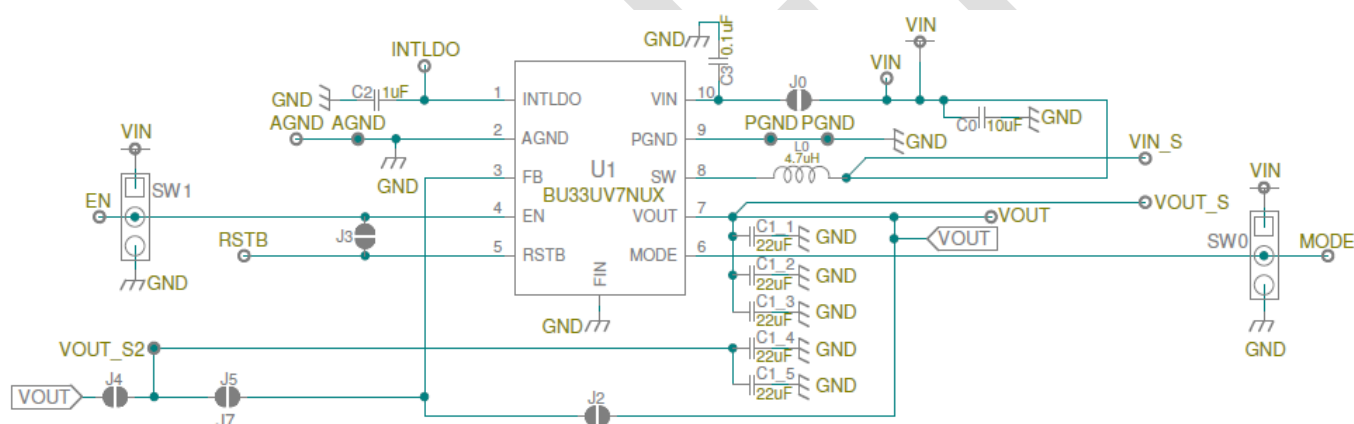 VIN
GND
C3
0.1uF
INTLDO
VIN
J0
GND
C2
1uF
1
INTLDO
VIN
10
C0
10uF
GND
AGND
AGND
2
AGND
PGND
9
PGND
PGND
GND
VIN
GND
U1
L0
4.7uH
VIN_S
SW1
3
FB
BU33UV7NUX
SW
8
VIN
EN
4
EN
VOUT
7
VOUT
VOUT_S
J3
C1_1
22uF
GND
VOUT
SW0
MODE
RSTB
5
RSTB
MODE
6
C1_2
22uF
GND
GND
FIN
C1_3
22uF
GND
GND
VOUT_S2
C1_4
22uF
GND
GND
C1_5
22uF
GND
VOUT
J4
J5
J7
J2